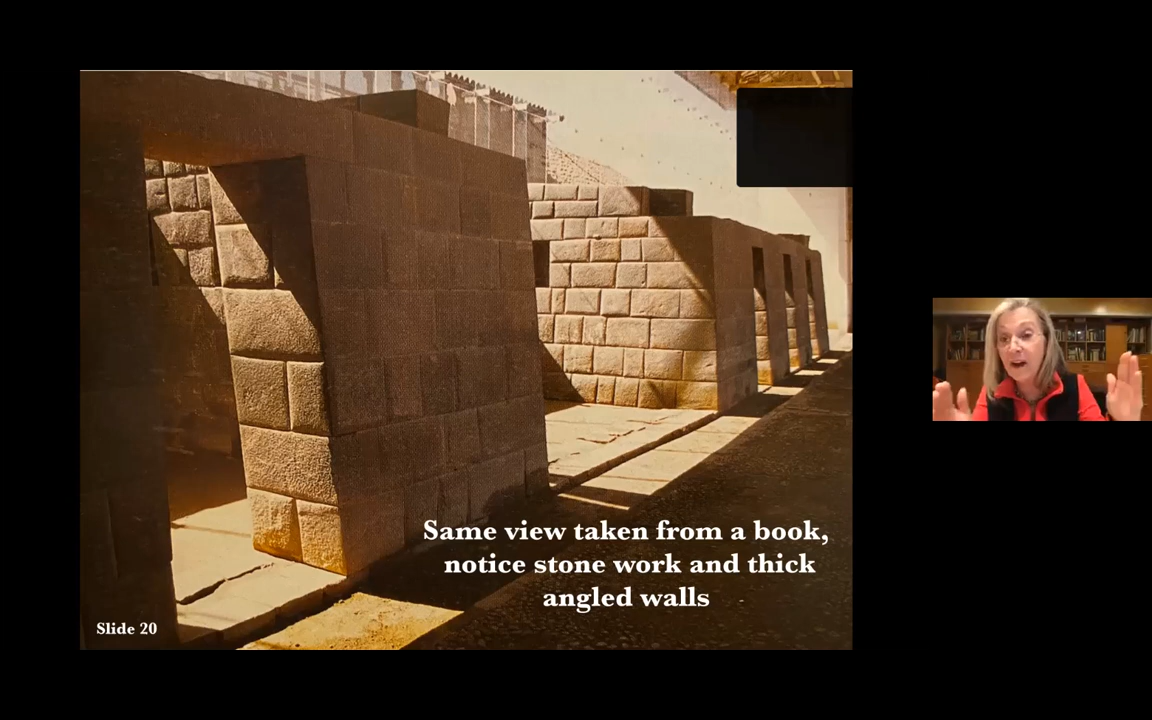 Same view taken from a book,
notice stone work and thick
angled walls
Slide 20